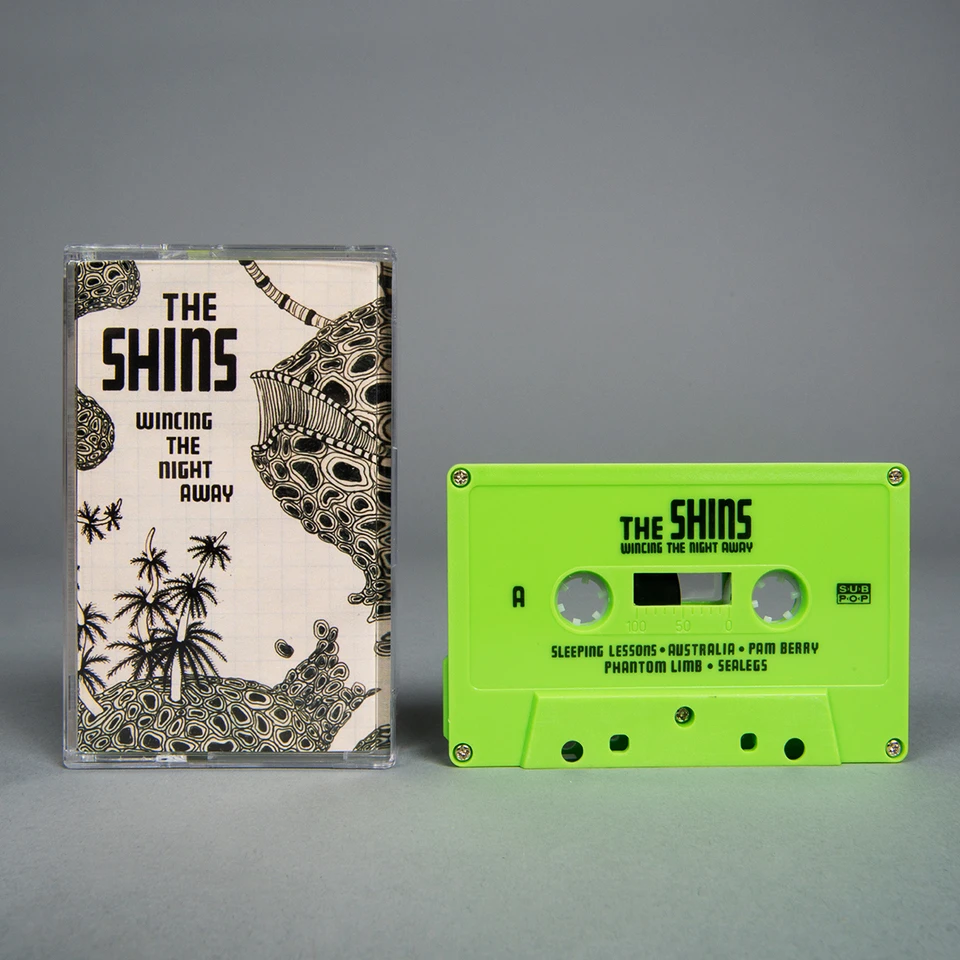 THE
SHINS
WINCING
THE
NIGHT
AWAY
THE SHINS
WINCING THE NIGHT AWAY
A
SUB
POP
100 50 0
SLEEPING LESSONS • AUSTRALIA • PAM BERRY
PHANTOM LIMB • SEALEGS